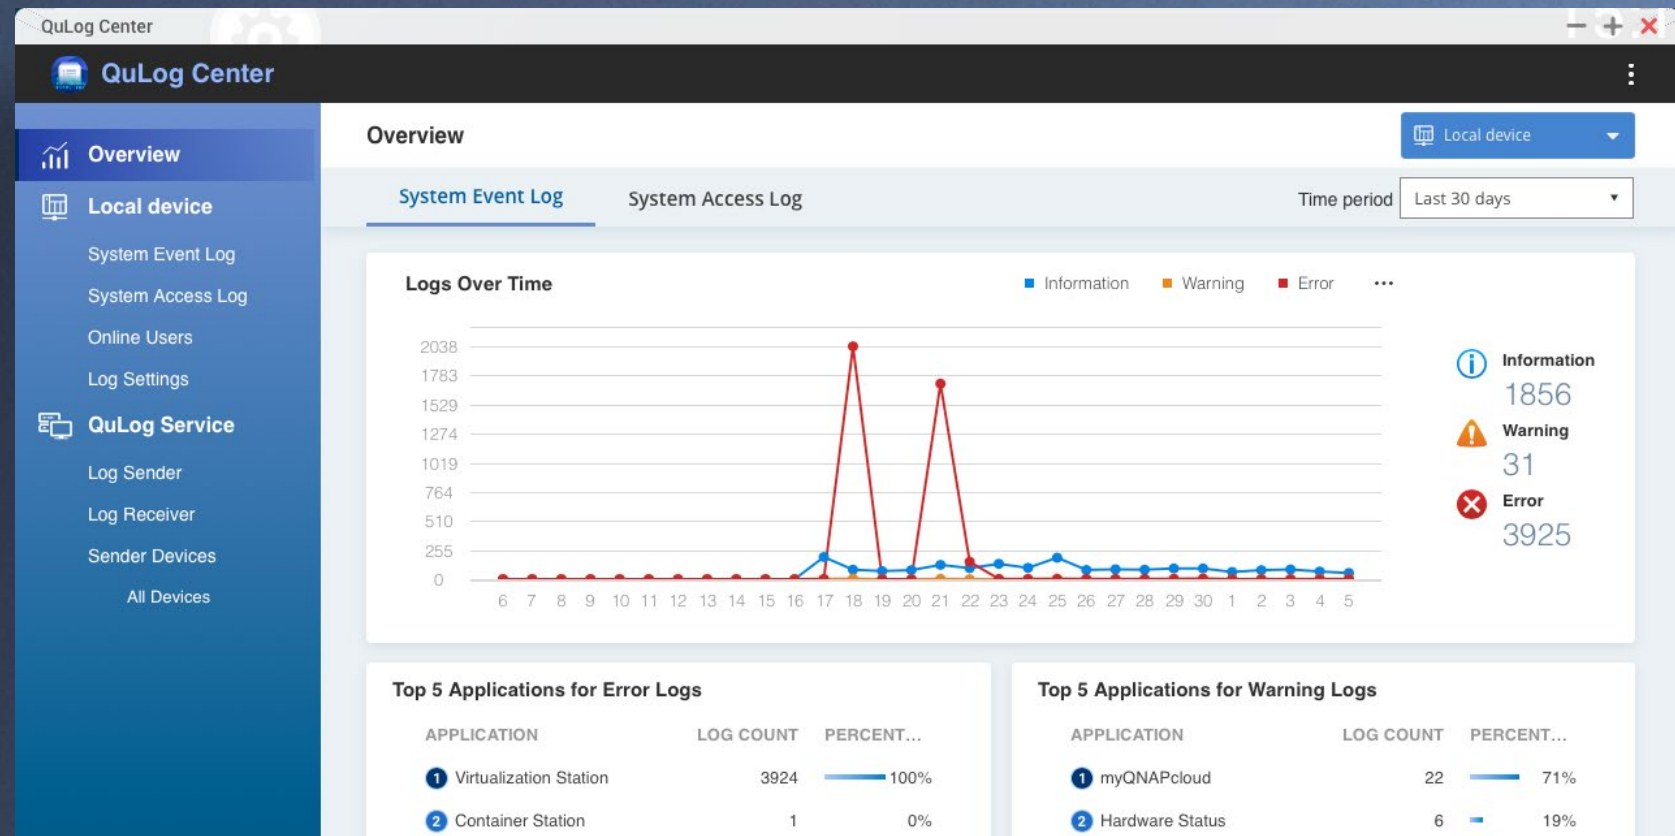 QuLog Center
QuLog Center
Overview
Local device
System Event Log
System Access Log
Online Users
Log Settings
QuLog Service
Log Sender
Log Receiver
Sender Devices
All Devices
Overview
Local device
System Event Log System Access Log
Time period Last 30 days
Logs Over Time
Information Warning Error
2038
1783
1529
1274
1019
764
510
255
0
6 7 8 9 10 11 12 13 14 15 16 17 18 19 20 21 22 23 24 25 26 27 28 29 30 1 2 3 4 5
Information
1856
Warning
31
Error
3925
Top 5 Applications for Error Logs
APPLICATION LOG COUNT PERCENT...
1 Virtualization Station 3924 100%
2 Container Station 1 0%
Top 5 Applications for Warning Logs
APPLICATION LOG COUNT PERCENT...
1 myQNAPcloud 22 71%
2 Hardware Status 6 19%